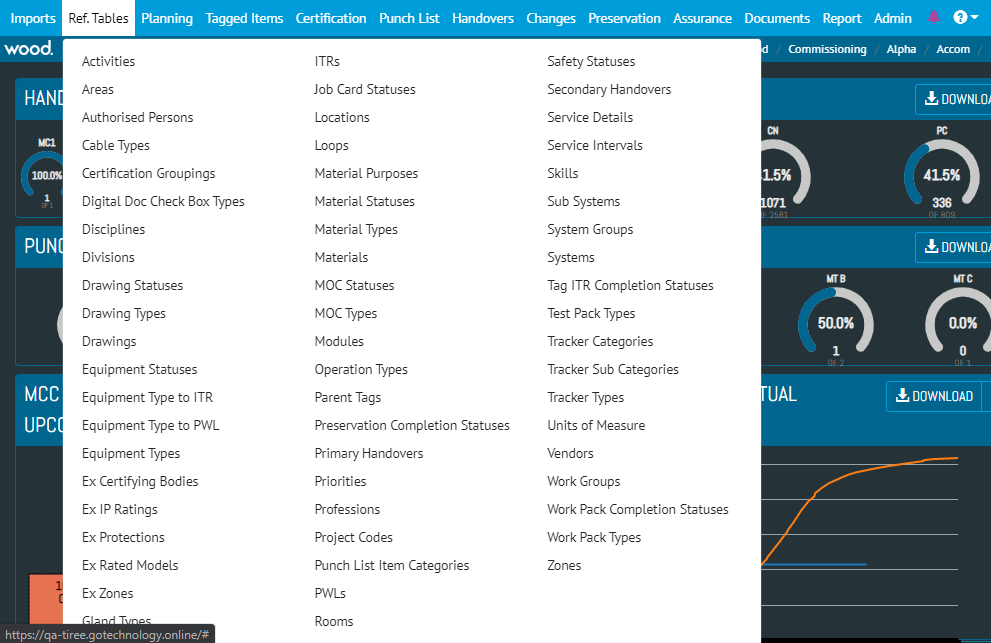 Imports Ref. Tables Planning Tagged Items Certification Punch List Handovers Changes Preservation Assurance Documents Report Admin ?
wood.
d / Commissioning / Alpha / Accom /
Activities
Areas
Authorised Persons
Cable Types
Certification Groupings
Digital Doc Check Box Types
Disciplines
Divisions
Drawing Statuses
Drawing Types
Drawings
Equipment Statuses
Equipment Type to ITR
Equipment Type to PWL
Equipment Types
Ex Certifying Bodies
Ex IP Ratings
Ex Protections
Ex Rated Models
Ex Zones
Gland Types
ITRs
Job Card Statuses
Locations
Loops
Material Purposes
Material Statuses
Material Types
Materials
MOC Statuses
MOC Types
Modules
Operation Types
Parent Tags
Preservation Completion Statuses
Primary Handovers
Priorities
Professions
Project Codes
Punch List Item Categories
PWLs
Rooms
Safety Statuses
Secondary Handovers
Service Details
Service Intervals
Skills
Sub Systems
System Groups
Systems
Tag ITR Completion Statuses
Test Pack Types
Tracker Categories
Tracker Sub Categories
Tracker Types
Units of Measure
Vendors
Work Groups
Work Pack Completion Statuses
Work Pack Types
Zones
HAND
DOWNLOA
MC1
100.0%
1
OF 1
CN
1.5%
1071
OF 2581
PC
41.5%
336
OF 809
PUNC
DOWNLOA
MT B
50.0%
1
OF 2
MT C
0.0%
0
OF 1
MCC
UPCO
TUAL
DOWNLOAD
https://qa-tiree.gotechnology.online/#